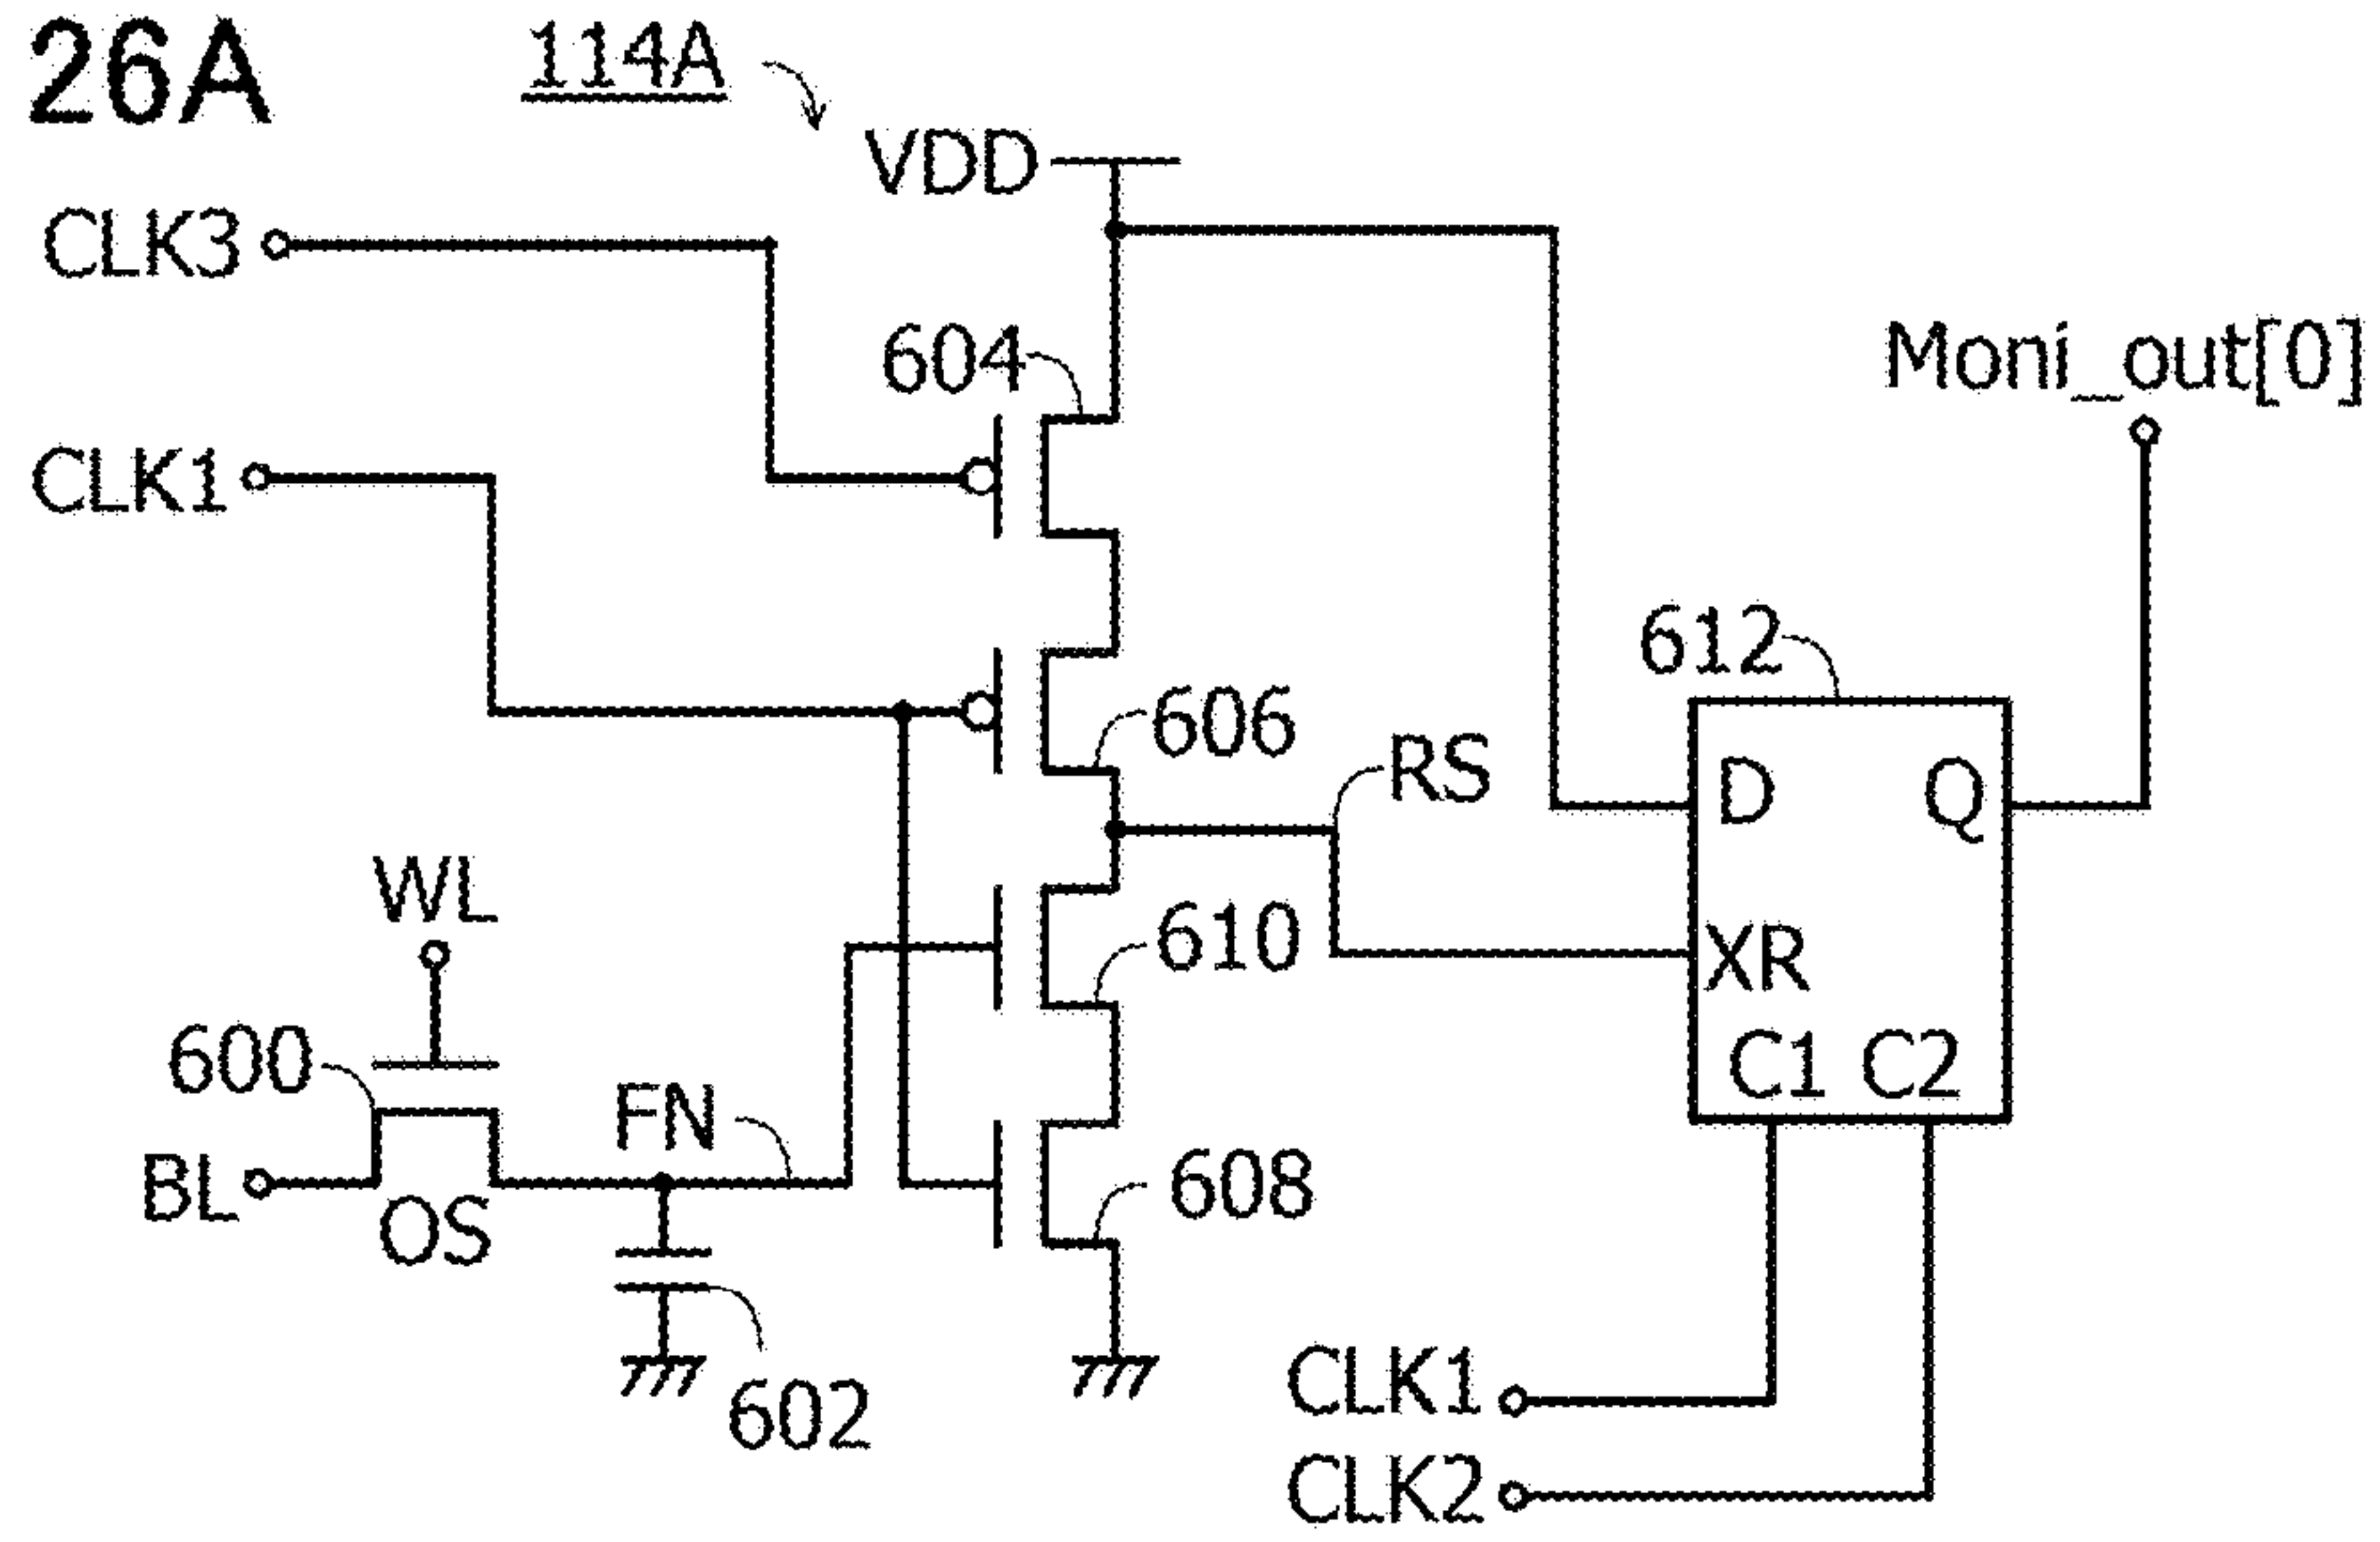 26A
114A
VDD
CLK3
604
Moni_out[0]
CLK1
612
606
RS
D Q
WL
610
XR
600
C1 C2
FN
BL
608
OS
CLK1
602
CLK2